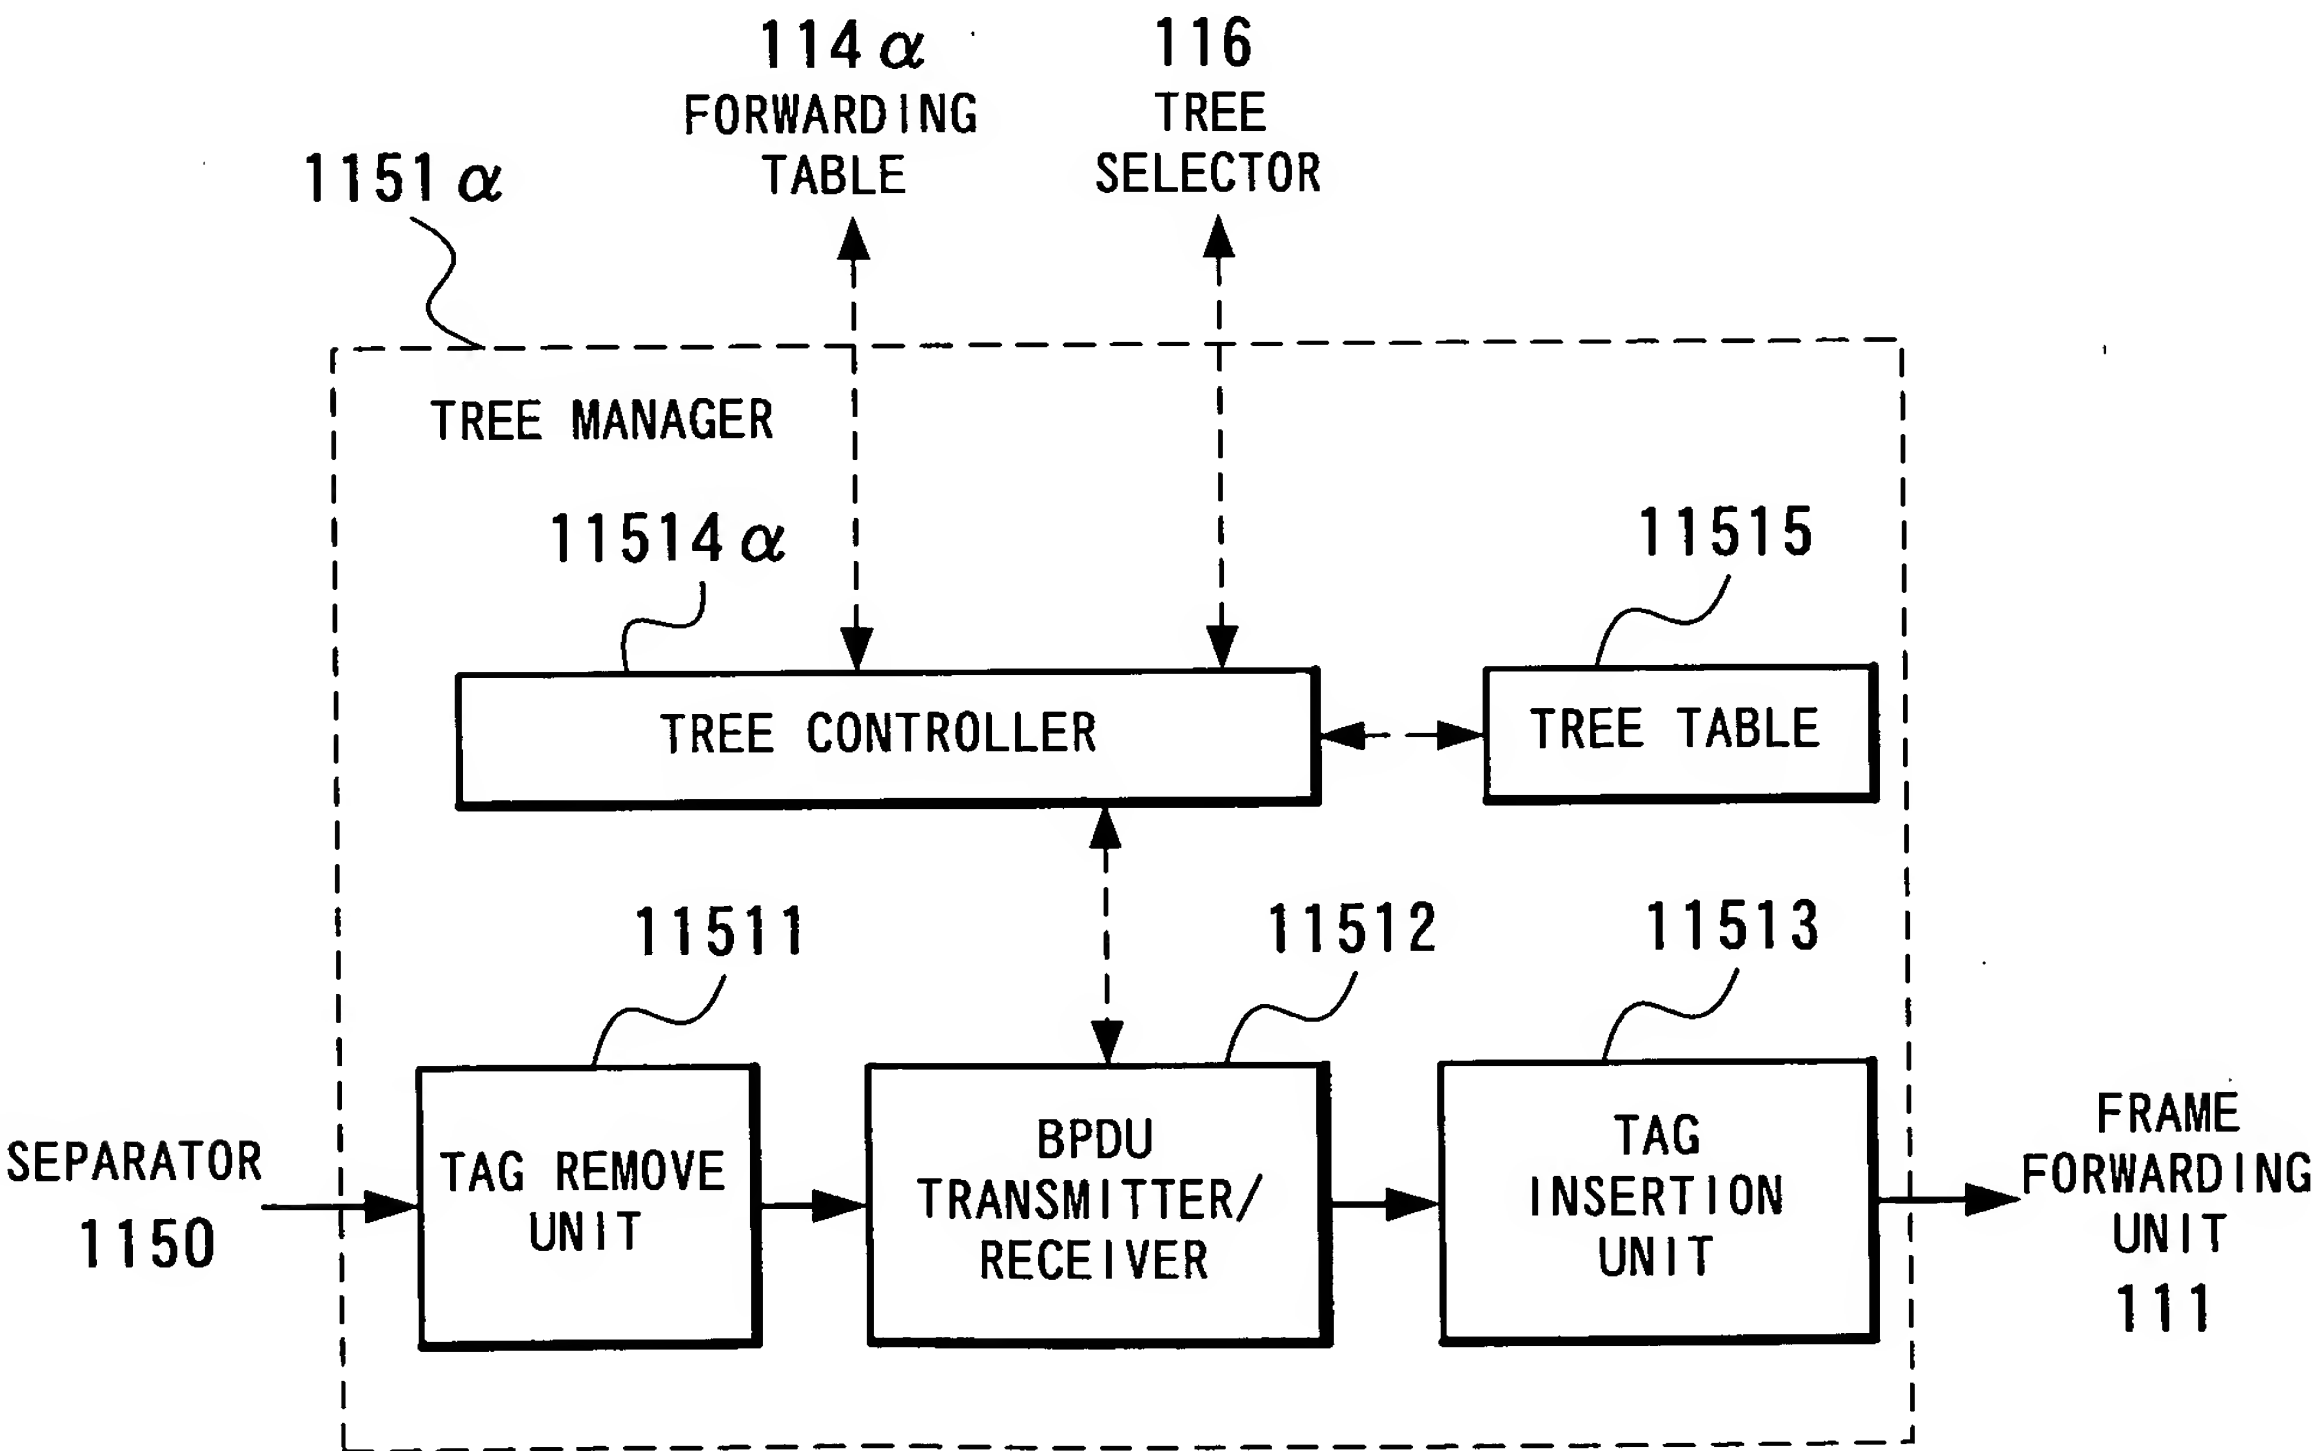 114α
FORWARDING
TABLE
116
TREE
SELECTOR
1151α
TREE MANAGER
11514α
11515
TREE CONTROLLER
TREE TABLE
11511
11512
11513
SEPARATOR
1150
TAG REMOVE
UNIT
BPDU
TRANSMITTER/
RECEIVER
TAG
INSERTION
UNIT
FRAME
FORWARDING
UNIT
111